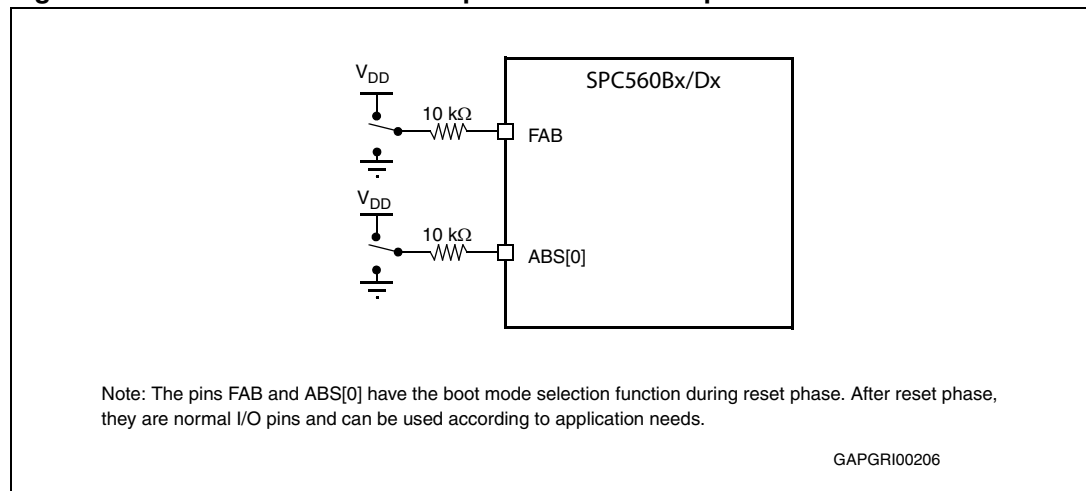 SPC560Bx/Dx
VDD
10 kΩ
FAB
VDD
10 kΩ
ABS[0]
Note: The pins FAB and ABS[0] have the boot mode selection function during reset phase. After reset phase,
they are normal I/O pins and can be used according to application needs.
GAPGRI00206